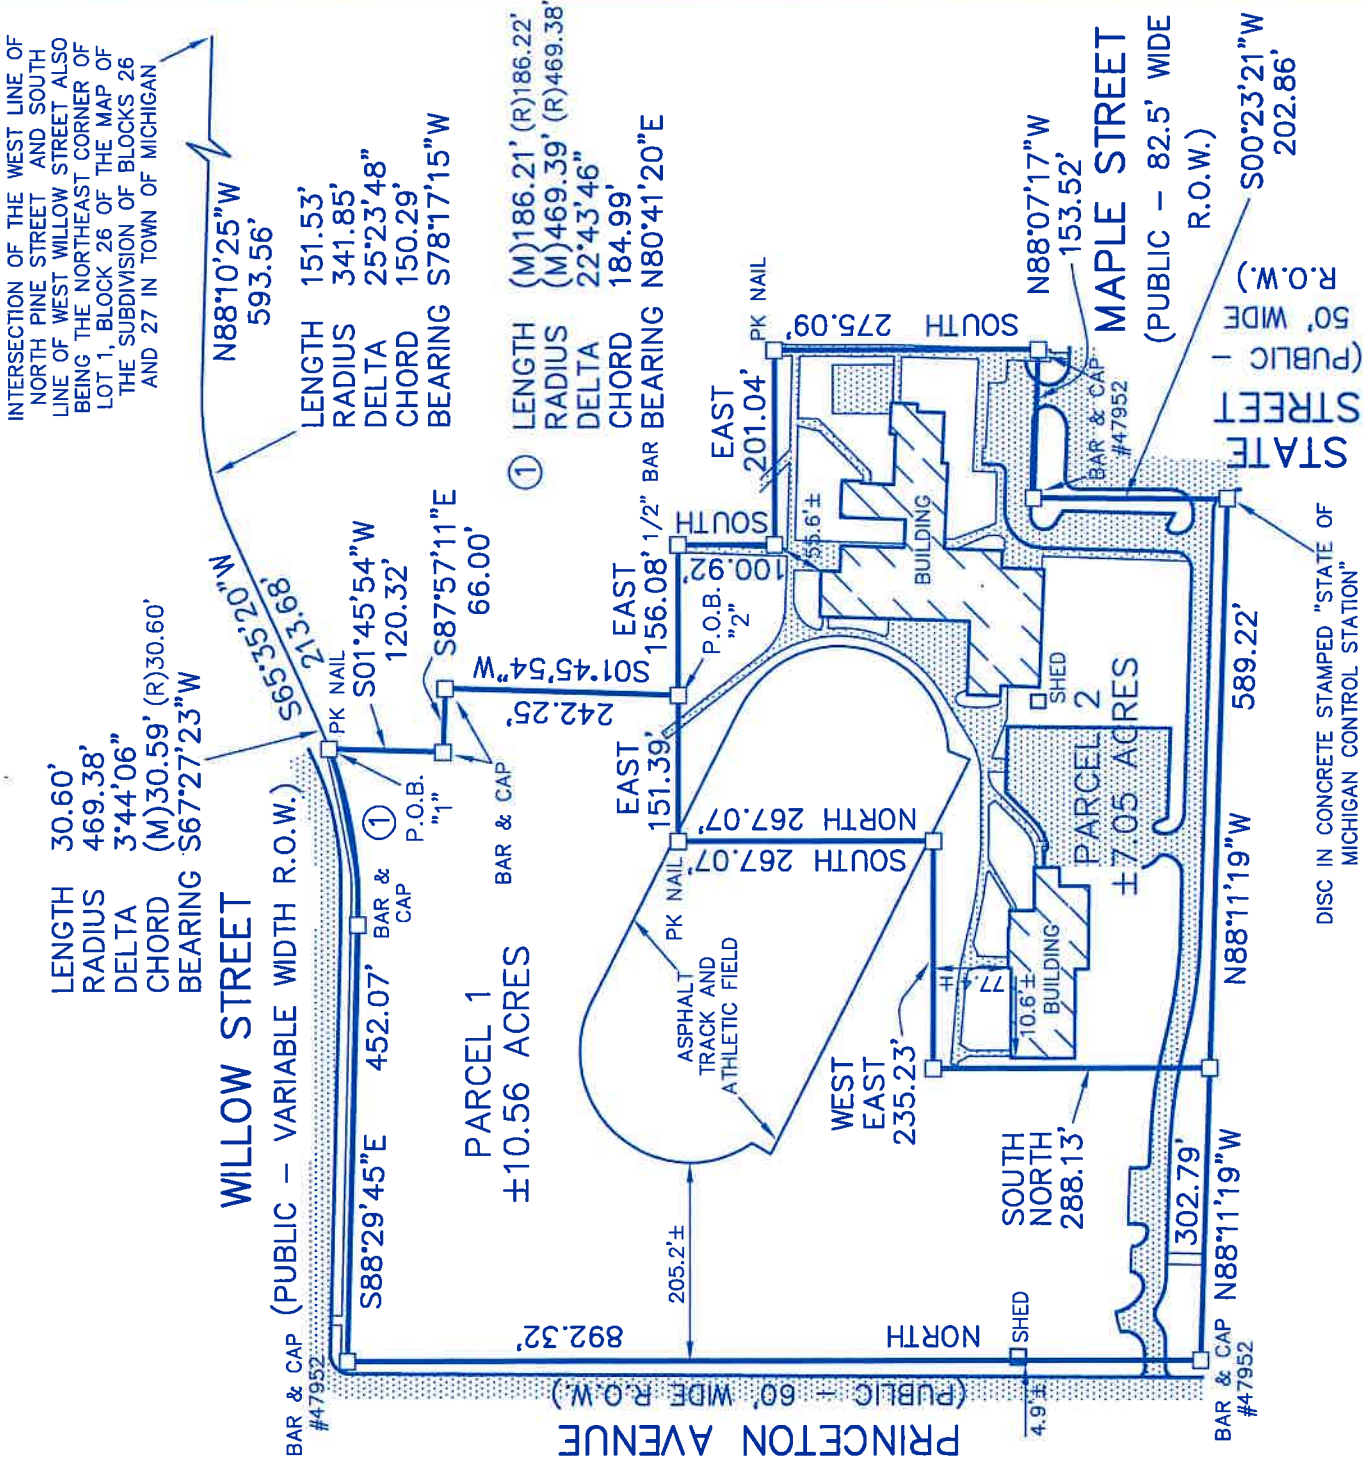 INTERSECTION OF THE WEST LINE OF
NORTH PINE STREET AND SOUTH
LINE OF WEST WILLOW STREET ALSO
BEING THE NORTHEAST CORNER OF
LOT 1, BLOCK 26 OF THE MAP OF
THE SUBDIVISION OF BLOCKS 26
AND 27 IN TOWN OF MICHIGAN
N88°10'25"W
593.56'
LENGTH 151.53'
RADIUS 341.85'
DELTA 25°23'48"
CHORD 150.29'
BEARING S78°17'15"W
1 LENGTH (M)186.21' (R)186.22'
RADIUS (M)469.39' (R)469.38'
DELTA 22°43'46"
CHORD 184.99'
BEARING N80°41'20"E
S65°35'20"W
213.68'
LENGTH 30.60'
RADIUS 469.38'
DELTA 3°44'06"
CHORD (M)30.59' (R)30.60'
BEARING S67°27'23"W
PK NAIL
S01°45'54"W
120.32'
S87°57'11"E
66.00'
P.O.B.
"1"
1
BAR & CAP
BAR &
CAP
WILLOW STREET
(PUBLIC - VARIABLE WIDTH R.O.W.)
BAR & CAP
#47952
S88°29'45"E 452.07'
PARCEL 1
±10.56 ACRES
S01°45'54"W
242.25'
EAST
151.39'
EAST
156.08'
1/2" BAR
P.O.B.
"2"
SOUTH
100.92'
EAST
201.04'
PK NAIL
SOUTH 275.09'
N88°07'17"W
153.52'
MAPLE STREET
(PUBLIC - 82.5' WIDE
R.O.W.)
S00°23'21"W
202.86'
BAR & CAP
#47952
STATE
STREET
(PUBLIC -
50' WIDE
R.O.W.)
55.6'±
BUILDING
SHED
PARCEL 2
±7.05 ACRES
PK NAIL
NORTH 267.07'
SOUTH 267.07'
ASPHALT
TRACK AND
ATHLETIC FIELD
WEST
EAST
235.23'
77.4'±
10.6'±
BUILDING
SOUTH
NORTH
288.13'
205.2'±
NORTH 892.32'
SHED
4.9'±
PRINCETON AVENUE
(PUBLIC - 60' WIDE R.O.W.)
BAR & CAP
#47952
N88°11'19"W
302.79'
N88°11'19"W
589.22'
DISC IN CONCRETE STAMPED "STATE OF
MICHIGAN CONTROL STATION"